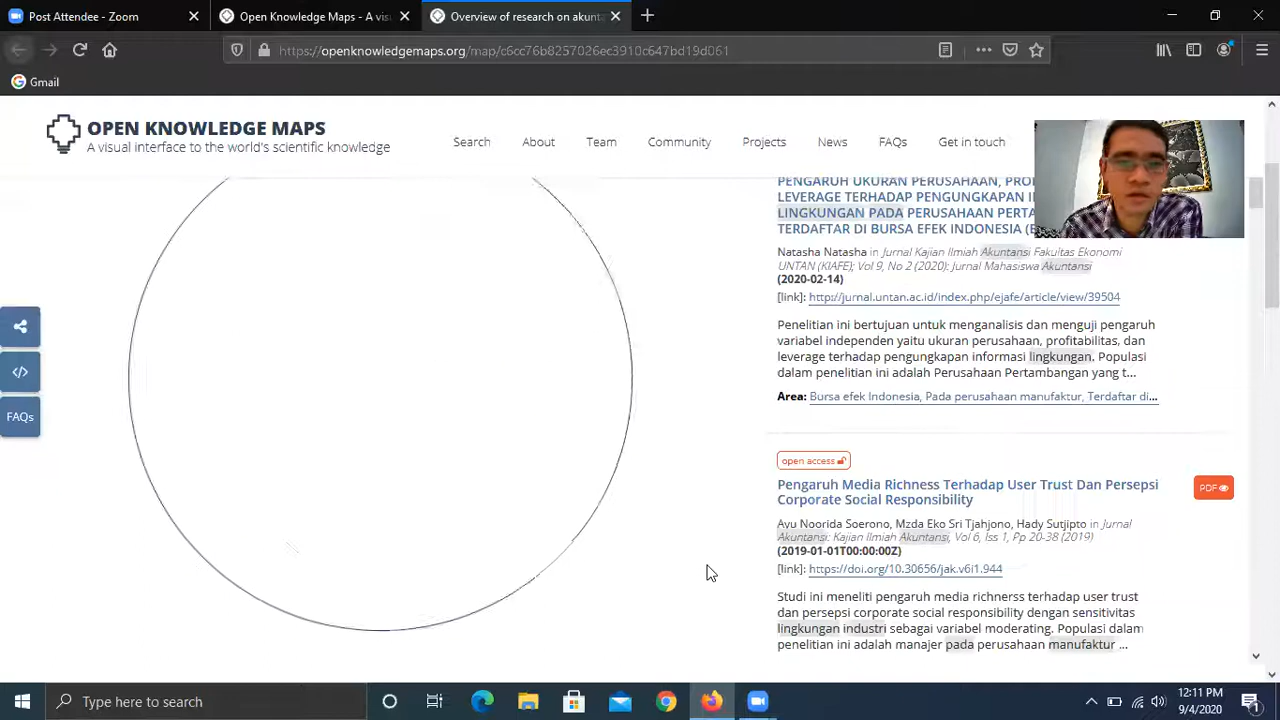 Post Attendee - Zoom
Open Knowledge Maps - A visu
Overview of research on akunta
https://openknowledgemaps.org/map/c6cc76b8257026ec3910c647bd19d061
Gmail
OPEN KNOWLEDGE MAPS
A visual interface to the world's scientific knowledge
Search
About
Team
Community
Projects
News
FAQs
Get in touch
PENGARUH UKURAN PERUSAHAAN,
LEVERAGE TERHADAP PENGUNGKAPAN
LINGKUNGAN PADA PERUSAHAAN
TERDAFTAR DI BURSA EFEK INDONESIA
Natasha Natasha in Jurnal Kajian Ilmiah Akuntansi Fakultas Ekonomi
UNTAN (KIAFE); Vol 9, No 2 (2020): Jurnal Mahasiswa Akuntansi
(2020-02-14)
[link]: http://jurnal.untan.ac.id/index.php/ejafe/article/view/39504
Penelitian ini bertujuan untuk menganalisis dan menguji pengaruh
variabel independen yaitu ukuran perusahaan, profitabilitas, dan
leverage terhadap pengungkapan informasi lingkungan. Populasi
dalam penelitian ini adalah Perusahaan Pertambangan yang t...
Area: Bursa efek Indonesia, Pada perusahaan manufaktur, Terdaftar di...
open access
Pengaruh Media Richness Terhadap User Trust Dan Persepsi
Corporate Social Responsibility
PDF
Ayu Noorida Soerono, Mzda Eko Sri Tjahjono, Hady Sutjipto in Jurnal
Akuntansi: Kajian Ilmiah Akuntansi, Vol 6, Iss 1, Pp 20-38 (2019)
(2019-01-01T00:00:00Z)
[link]: https://doi.org/10.30656/jak.v6i1.944
Studi ini meneliti pengaruh media richnerss terhadap user trust
dan persepsi corporate social responsibility dengan sensitivitas
lingkungan industri sebagai variabel moderating. Populasi dalam
penelitian ini adalah manajer pada perusahaan manufaktur ...
FAQs
Type here to search
12:11 PM
9/4/2020
1